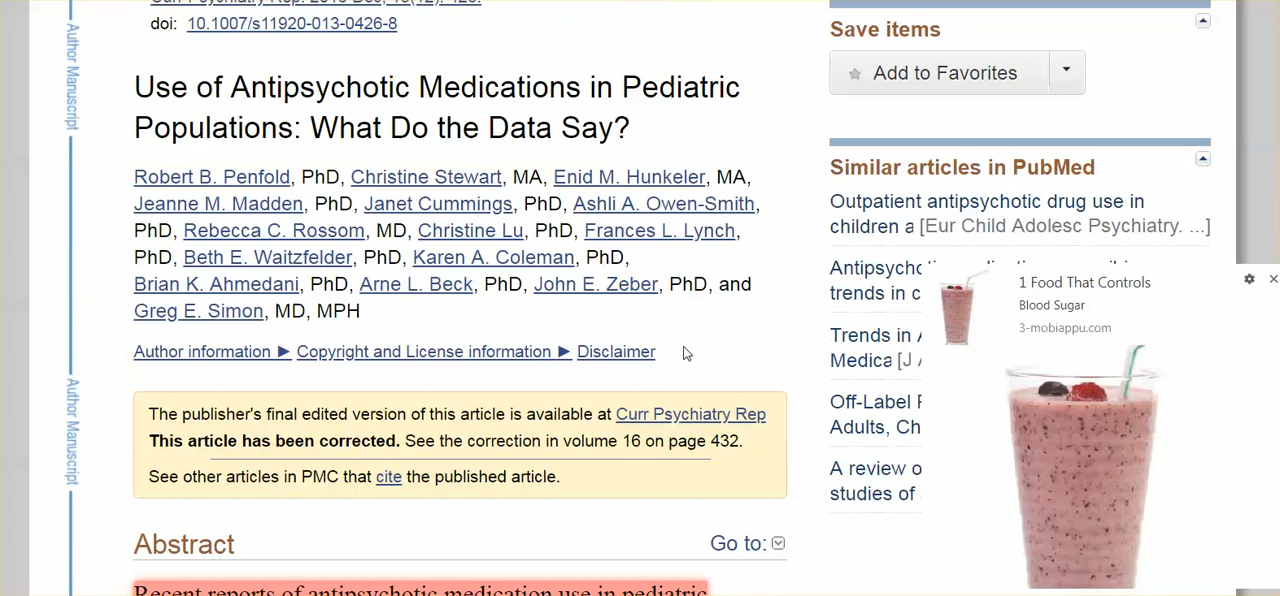 doi: 10.1007/s11920-013-0426-8
Use of Antipsychotic Medications in Pediatric
Populations: What Do the Data Say?
Robert B. Penfold, PhD, Christine Stewart, MA, Enid M. Hunkeler, MA,
Jeanne M. Madden, PhD, Janet Cummings, PhD, Ashli A. Owen-Smith,
PhD, Rebecca C. Rossom, MD, Christine Lu, PhD, Frances L. Lynch,
PhD, Beth E. Waitzfelder, PhD, Karen A. Coleman, PhD,
Brian K. Ahmedani, PhD, Arne L. Beck, PhD, John E. Zeber, PhD, and
Greg E. Simon, MD, MPH
Author information ▶ Copyright and License information ▶ Disclaimer
The publisher's final edited version of this article is available at Curr Psychiatry Rep
This article has been corrected. See the correction in volume 16 on page 432.
See other articles in PMC that cite the published article.
Abstract
Go to:
Recent reports of antipsychotic medication use in pediatric
Author Manuscript
Author Manuscript
Save items
Add to Favorites
Similar articles in PubMed
Outpatient antipsychotic drug use in
children a [Eur Child Adolesc Psychiatry. ...]
Antipsycho
trends in c
Trends in
Medica [J
Off-Label
Adults, Ch
A review o
studies of
1 Food That Controls
Blood Sugar
3-mobiappu.com